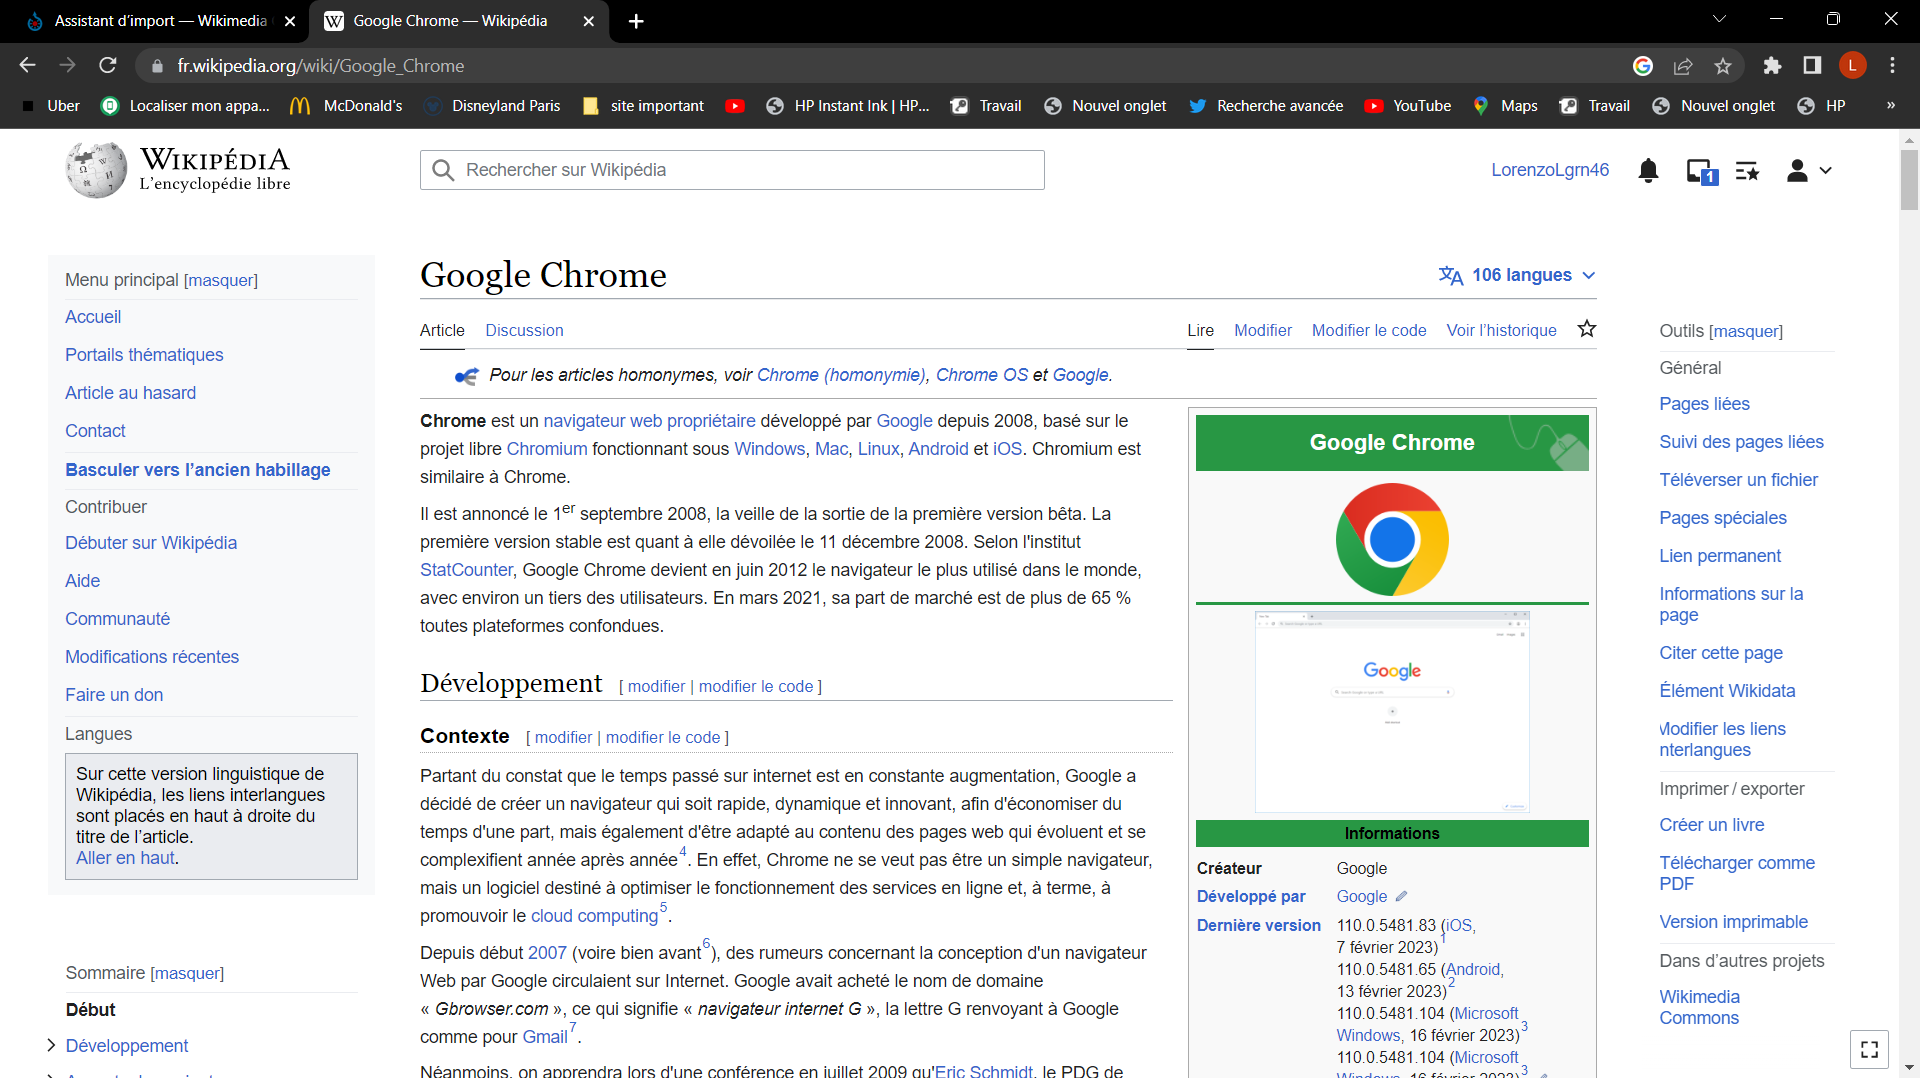 Assistant d'import — Wikimedia
Google Chrome — Wikipédia
fr.wikipedia.org/wiki/Google_Chrome
L
Uber
Localiser mon appa...
McDonald's
Disneyland Paris
site important
HP Instant Ink | HP...
Travail
Nouvel onglet
Recherche avancée
YouTube
Maps
Travail
Nouvel onglet
HP
»
WIKIPÉDIA
L'encyclopédie libre
Rechercher sur Wikipédia
LorenzoLgrn46
1
Menu principal [masquer]
Accueil
Portails thématiques
Article au hasard
Contact
Basculer vers l'ancien habillage
Contribuer
Débuter sur Wikipédia
Aide
Communauté
Modifications récentes
Faire un don
Langues
Sur cette version linguistique de
Wikipédia, les liens interlangues
sont placés en haut à droite du
titre de l'article.
Aller en haut.
Sommaire [masquer]
Début
Développement
Google Chrome
106 langues
Article Discussion
Lire Modifier Modifier le code Voir l'historique
Pour les articles homonymes, voir Chrome (homonymie), Chrome OS et Google.
Chrome est un navigateur web propriétaire développé par Google depuis 2008, basé sur le
projet libre Chromium fonctionnant sous Windows, Mac, Linux, Android et iOS. Chromium est
similaire à Chrome.
Il est annoncé le 1er septembre 2008, la veille de la sortie de la première version bêta. La
première version stable est quant à elle dévoilée le 11 décembre 2008. Selon l'institut
StatCounter, Google Chrome devient en juin 2012 le navigateur le plus utilisé dans le monde,
avec environ un tiers des utilisateurs. En mars 2021, sa part de marché est de plus de 65 %
toutes plateformes confondues.
Développement [ modifier | modifier le code ]
Contexte [ modifier | modifier le code ]
Partant du constat que le temps passé sur internet est en constante augmentation, Google a
décidé de créer un navigateur qui soit rapide, dynamique et innovant, afin d'économiser du
temps d'une part, mais également d'être adapté au contenu des pages web qui évoluent et se
complexifient année après année4. En effet, Chrome ne se veut pas être un simple navigateur,
mais un logiciel destiné à optimiser le fonctionnement des services en ligne et, à terme, à
promouvoir le cloud computing5.
Depuis début 2007 (voire bien avant6), des rumeurs concernant la conception d'un navigateur
Web par Google circulaient sur Internet. Google avait acheté le nom de domaine
« Gbrowser.com », ce qui signifie « navigateur internet G », la lettre G renvoyant à Google
comme pour Gmail7.
Néanmoins, on apprendra lors d'une conférence en juillet 2009 qu'Eric Schmidt, le PDG de
Google Chrome
Google
Informations
Créateur Google
Développé par Google
Dernière version 110.0.5481.83 (iOS,
7 février 2023)1
110.0.5481.65 (Android,
13 février 2023)2
110.0.5481.104 (Microsoft
Windows, 16 février 2023)3
110.0.5481.104 (Microsoft
Windows, 16 février 2023)3
Outils [masquer]
Général
Pages liées
Suivi des pages liées
Téléverser un fichier
Pages spéciales
Lien permanent
Informations sur la
page
Citer cette page
Élément Wikidata
Modifier les liens
nterlangues
Imprimer / exporter
Créer un livre
Télécharger comme
PDF
Version imprimable
Dans d'autres projets
Wikimedia
Commons